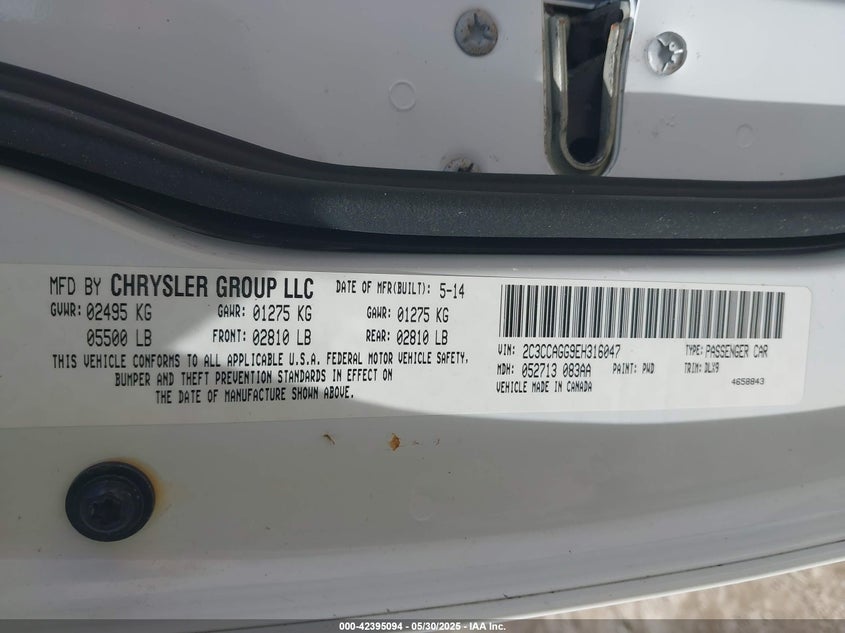 MFD BY CHRYSLER GROUP LLC DATE OF MFR(BUILT): 5-14
GVWR: 02495 KG GAWR: 01275 KG GAWR: 01275 KG
05500 LB FRONT: 02810 LB REAR: 02810 LB
THIS VEHICLE CONFORMS TO ALL APPLICABLE U.S.A. FEDERAL MOTOR VEHICLE SAFETY,
BUMPER AND THEFT PREVENTION STANDARDS IN EFFECT ON
THE DATE OF MANUFACTURE SHOWN ABOVE.
VIN: 2C3CCAGG9EH316047 TYPE: PASSENGER CAR
MDH: 052713 083AA PAINT: PWD TRIM: DLX9
VEHICLE MADE IN CANADA 4658843
000-42395094 - 05/30/2025 - IAA Inc.